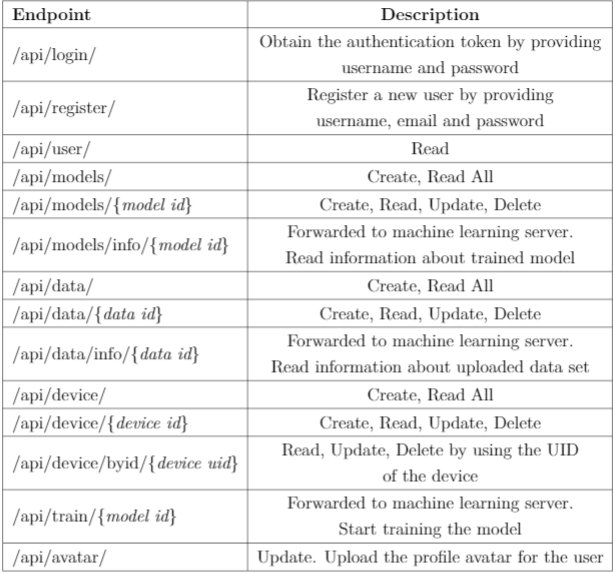 Endpoint Description
/api/login/ Obtain the authentication token by providing
username and password
/api/register/ Register a new user by providing
username, email and password
/api/user/ Read
/api/models/ Create, Read All
/api/models/{model id} Create, Read, Update, Delete
/api/models/info/{model id} Forwarded to machine learning server.
Read information about trained model
/api/data/ Create, Read All
/api/data/{data id} Create, Read, Update, Delete
/api/data/info/{data id} Forwarded to machine learning server.
Read information about uploaded data set
/api/device/ Create, Read All
/api/device/{device id} Create, Read, Update, Delete
/api/device/byid/{device uid} Read, Update, Delete by using the UID
of the device
/api/train/{model id} Forwarded to machine learning server.
Start training the model
/api/avatar/ Update. Upload the profile avatar for the user